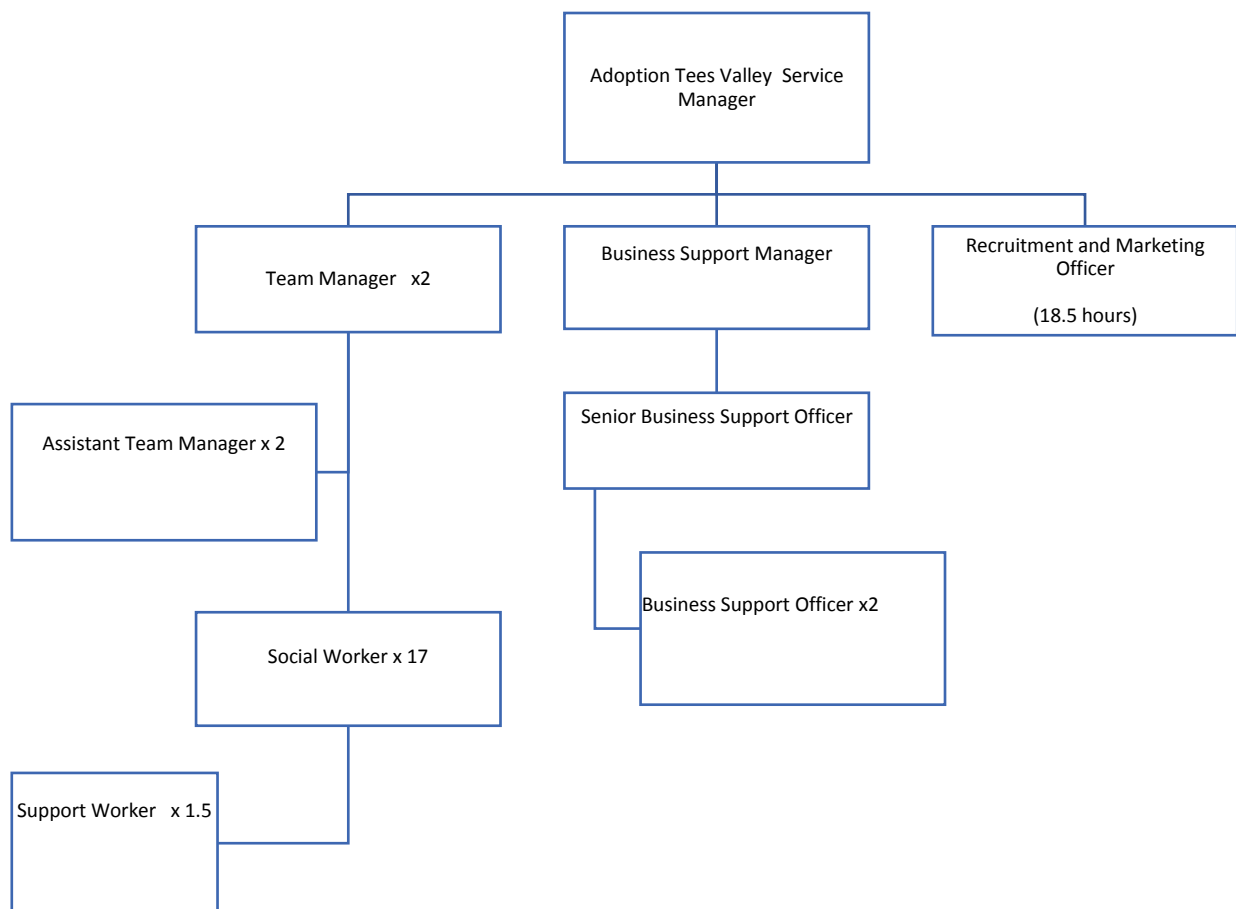 Adoption Tees Valley  Service
Manager
Team Manager   x2
Business Support Manager
Recruitment and Marketing
Officer
(18.5 hours)
Assistant Team Manager x 2
Senior Business Support Officer
Business Support Officer x2
Social Worker x 17
Support Worker   x 1.5